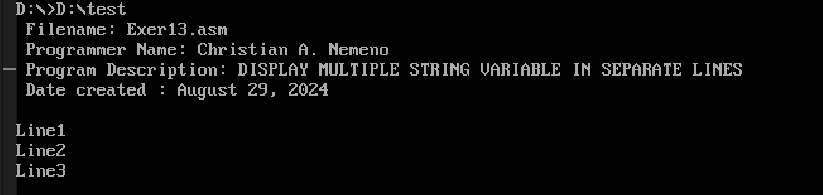 D:\>D:\test
Filename: Exer13.asm
Programmer Name: Christian A. Nemeno
Program Description: DISPLAY MULTIPLE STRING VARIABLE IN SEPARATE LINES
Date created : August 29, 2024
Line1
Line2
Line3